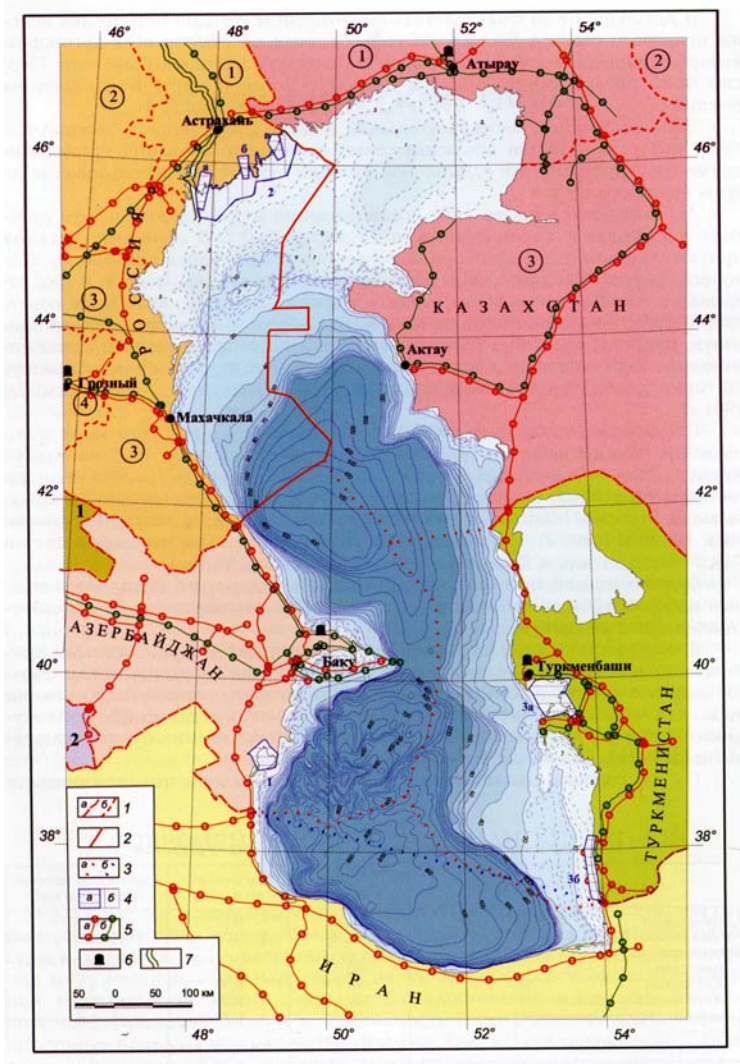 46° 48° 50° 52° 54°
1
1
2
Атырау
2
Астрахань
46° 46°
а б в
2
РОССИЯ
3
3
КАЗАХСТАН
44° 44°
Актау
Грозный
4
Махачкала
3
42° 42°
1
АЗЕРБАЙДЖАН
Баку
40° 40°
Туркменбаши
3а
2
1
ТУРКМЕНИСТАН
38° 38°
3б
а б 1
2
а б 3
а б 4
а б 5
6 7
50 0 50 100 км
ИРАН
48° 50° 52° 54°